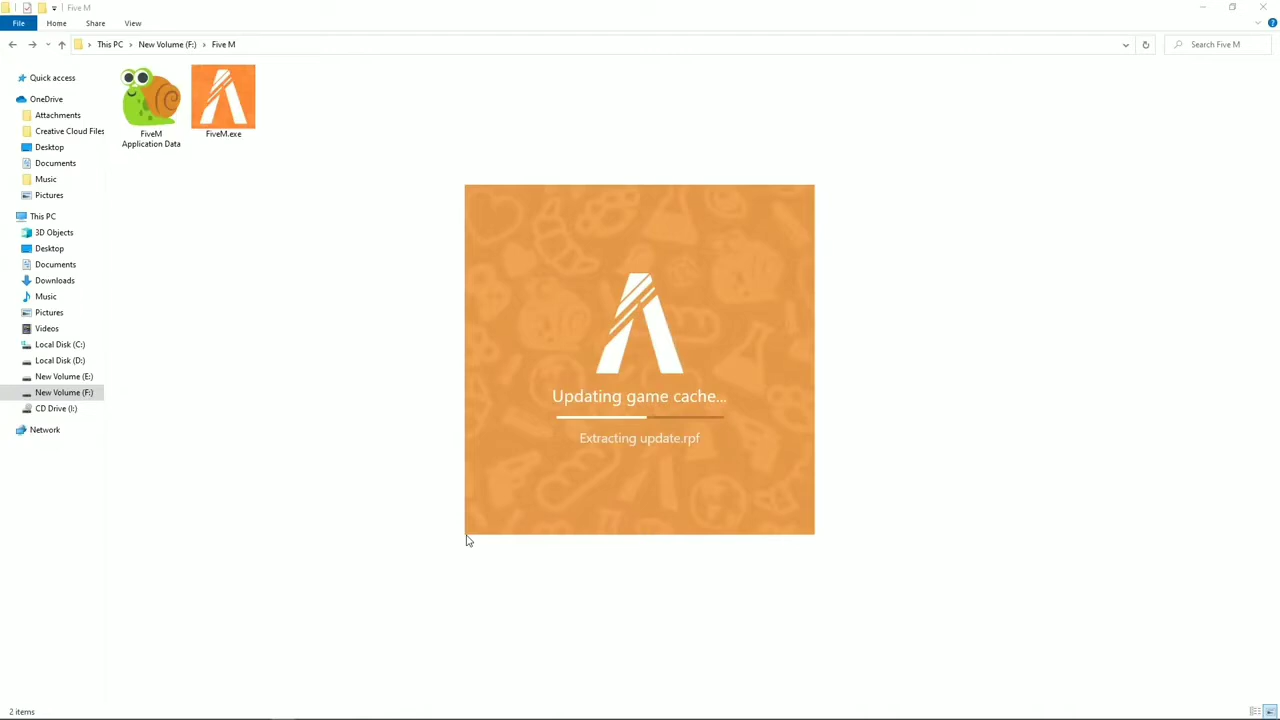 Five M
File
Home
Share
View
This PC
New Volume (F:)
Five M
Search Five M
Quick access
OneDrive
Attachments
Creative Cloud Files
Desktop
Documents
Music
Pictures
This PC
3D Objects
Desktop
Documents
Downloads
Music
Pictures
Videos
Local Disk (C:)
Local Disk (D:)
New Volume (E:)
New Volume (F:)
CD Drive (I:)
Network
FiveM
Application Data
FiveM.exe
Updating game cache...
Extracting update.rpf
2 items